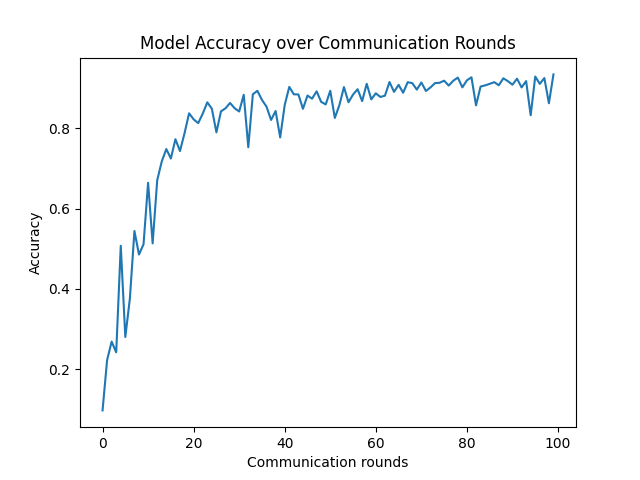 Model Accuracy over Communication Rounds
Accuracy
0.8
0.6
0.4
0.2
0 20 40 60 80 100
Communication rounds